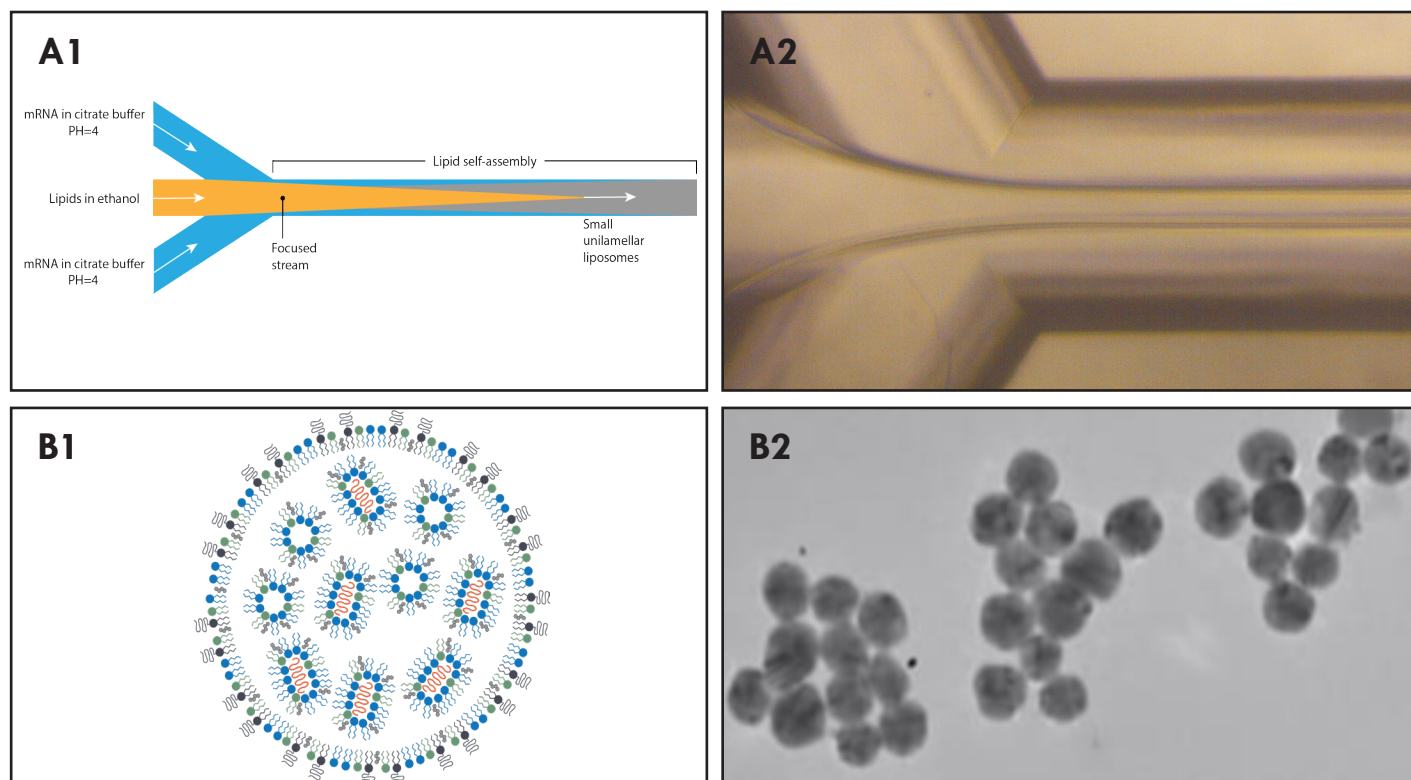 A1
mRNA in citrate buffer
PH=4
Lipids in ethanol
mRNA in citrate buffer
PH=4
Lipid self-assembly
Focused
stream
Small
unilamellar
liposomes
A2
B1
B2